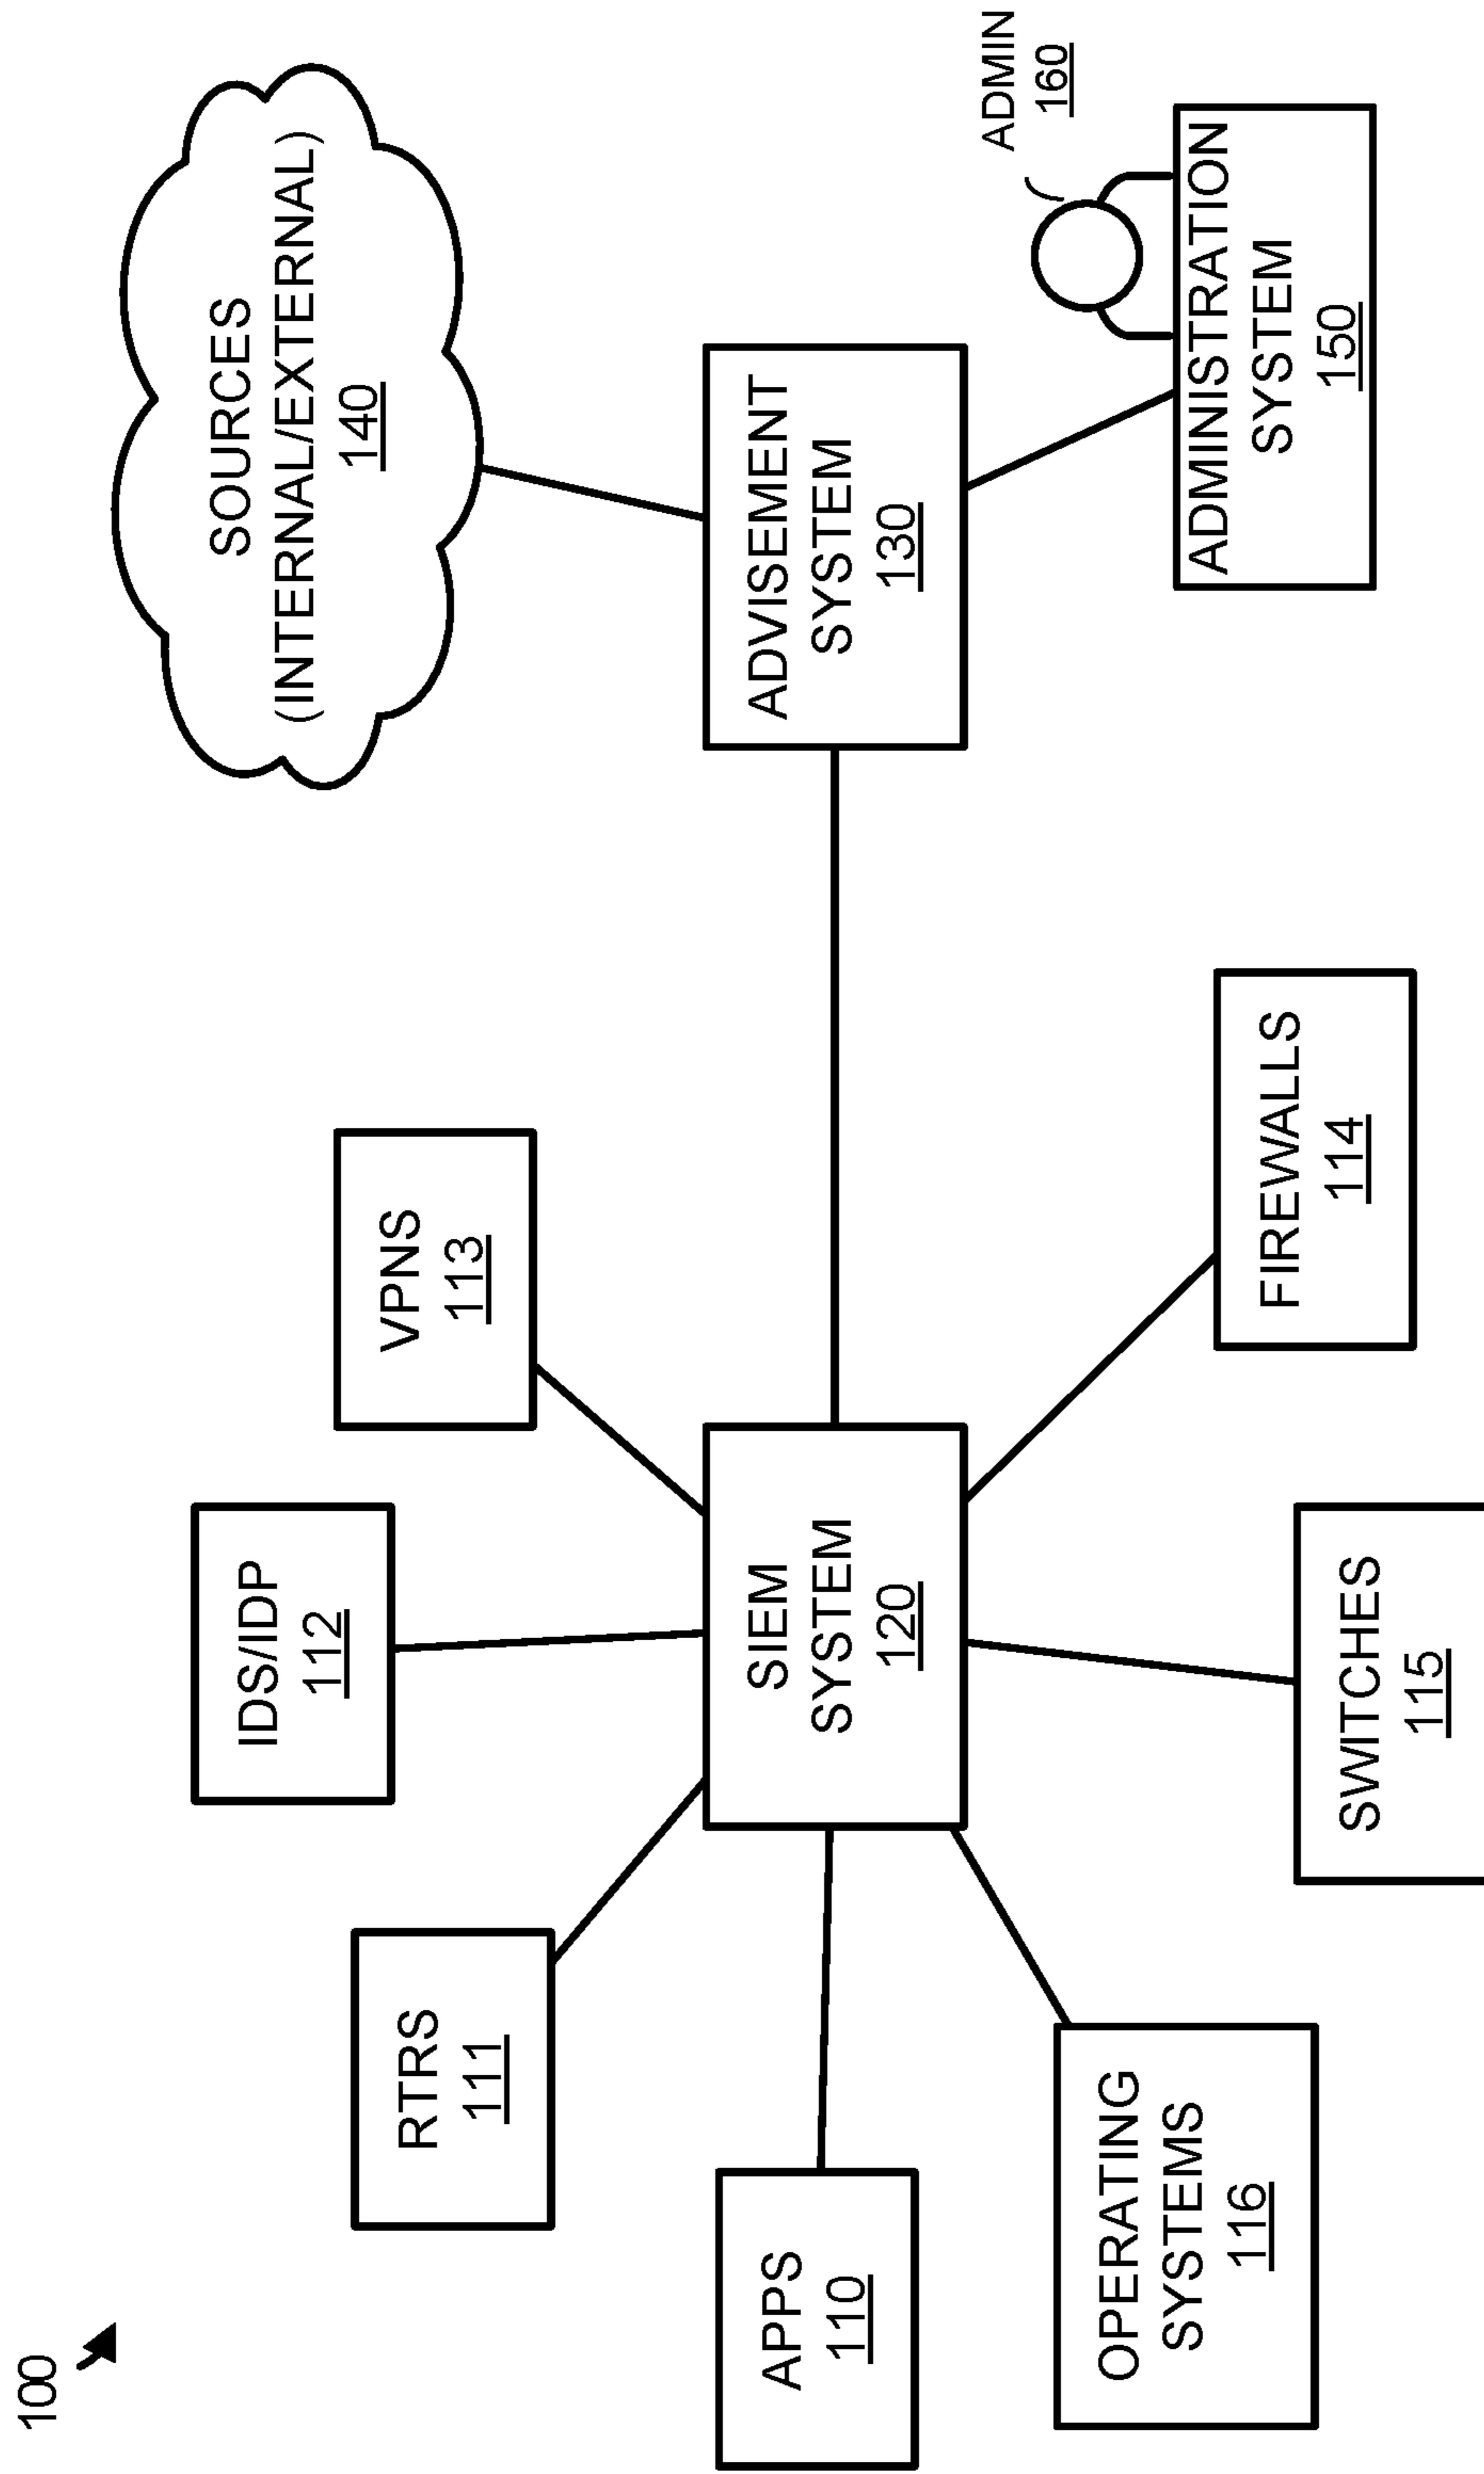 100
RTRS
111
IDS/IDP
112
VPNS
113
SOURCES
(INTERNAL/EXTERNAL)
140
APPS
110
SIEM
SYSTEM
120
ADVISEMENT
SYSTEM
130
ADMIN
160
OPERATING
SYSTEMS
116
SWITCHES
115
FIREWALLS
114
ADMINISTRATION
SYSTEM
150